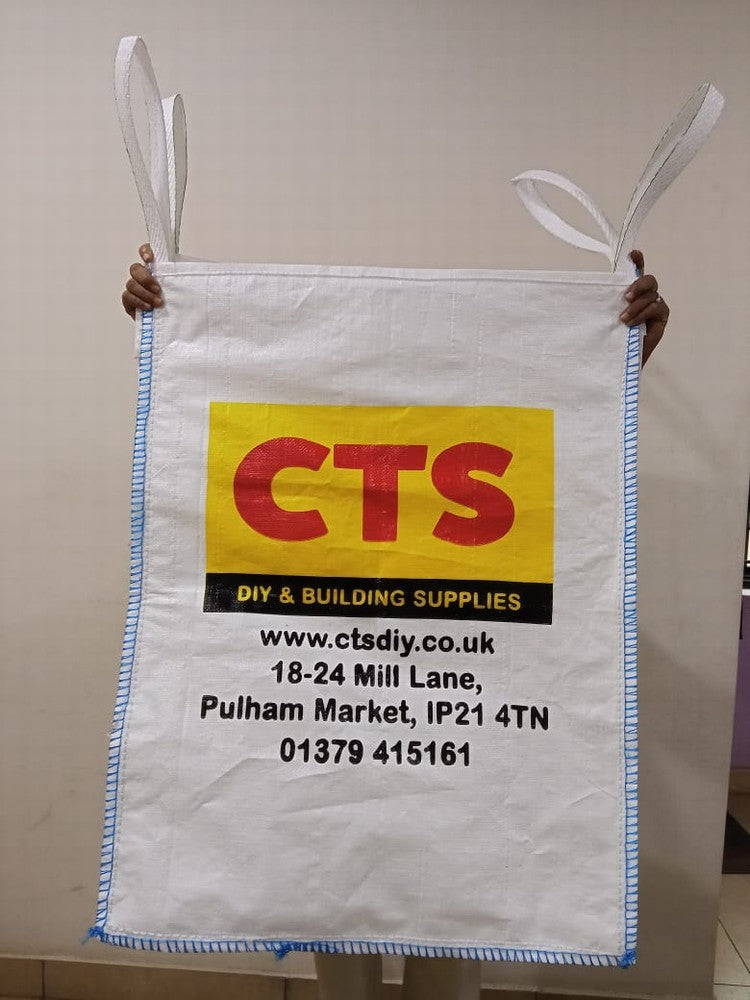 CTS
DIY & BUILDING SUPPLIES
www.ctsdiy.co.uk
18-24 Mill Lane,
Pulham Market, IP21 4TN
01379 415161